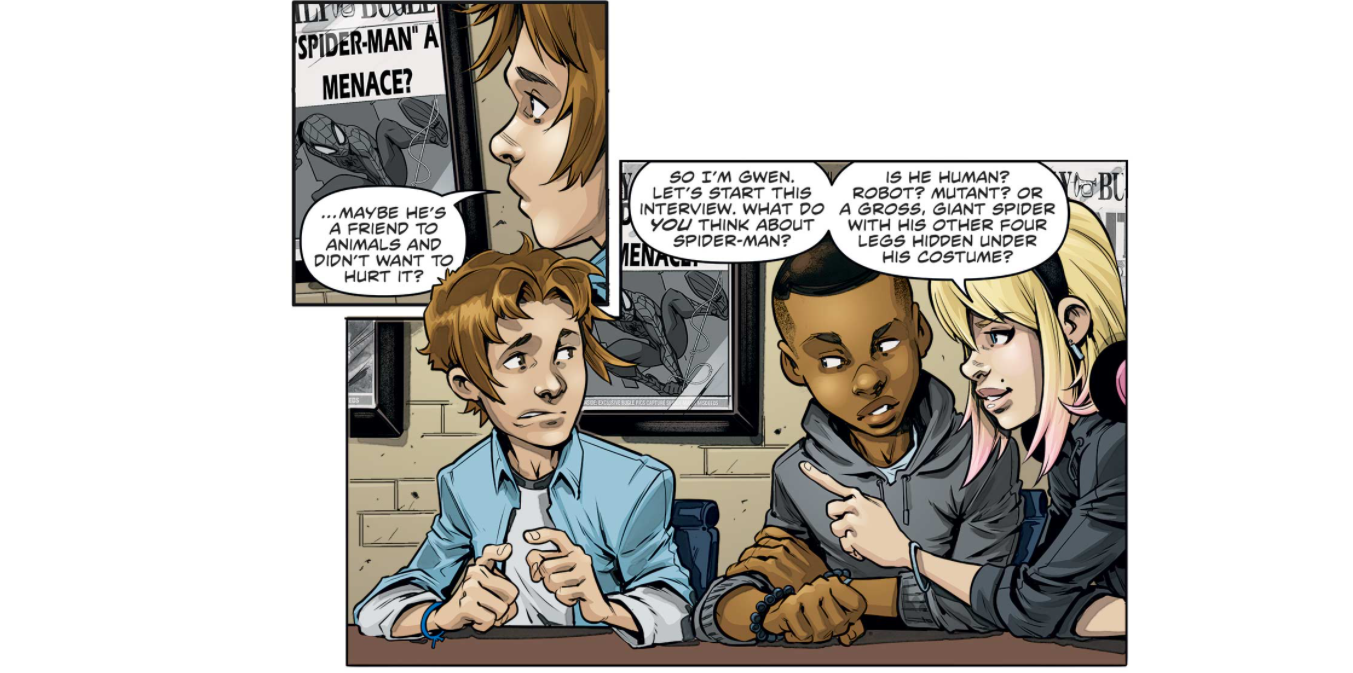 BUGLE
"SPIDER-MAN" A
MENACE?
...MAYBE HE'S
A FRIEND TO
ANIMALS AND
DIDN'T WANT TO
HURT IT?
SO I'M GWEN.
LET'S START THIS
INTERVIEW. WHAT DO
YOU THINK ABOUT
SPIDER-MAN?
IS HE HUMAN?
ROBOT? MUTANT? OR
A GROSS, GIANT SPIDER
WITH HIS OTHER FOUR
LEGS HIDDEN UNDER
HIS COSTUME?
BU
MENACE?